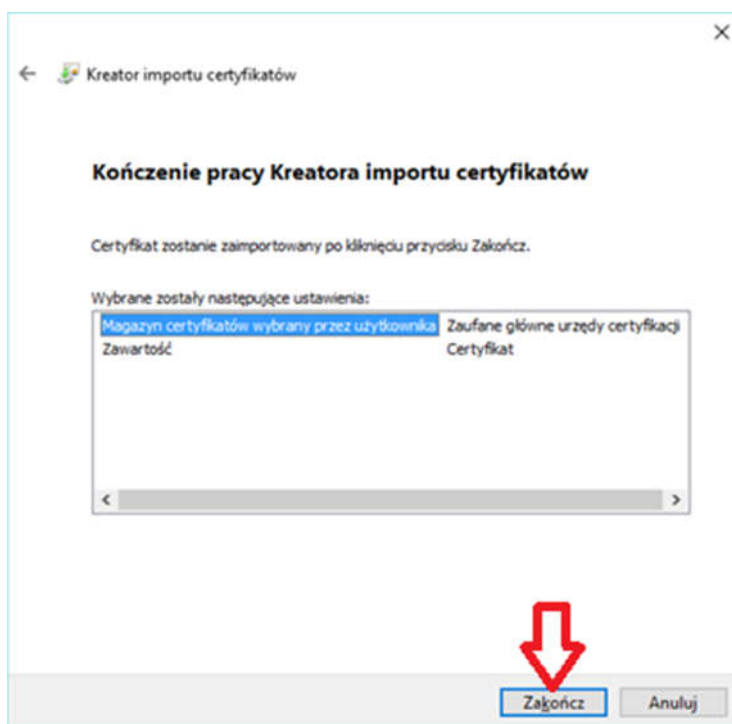 Kreator importu certyfikatów
Kończenie pracy Kreatora importu certyfikatów
Certyfikat zostanie zaimportowany po kliknięciu przycisku Zakończ.
Wybrane zostały następujące ustawienia:
Magazyn certyfikatów wybrany przez użytkownika Zaufane główne urzędy certyfikacji
Zawartość Certyfikat
Zakończ Anuluj